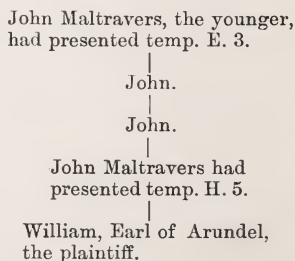 John Maltravers, the younger,
had presented temp. E. 3.
John.
John.
John Maltravers had
presented temp. H. 5.
William, Earl of Arundel,
the plaintiff.